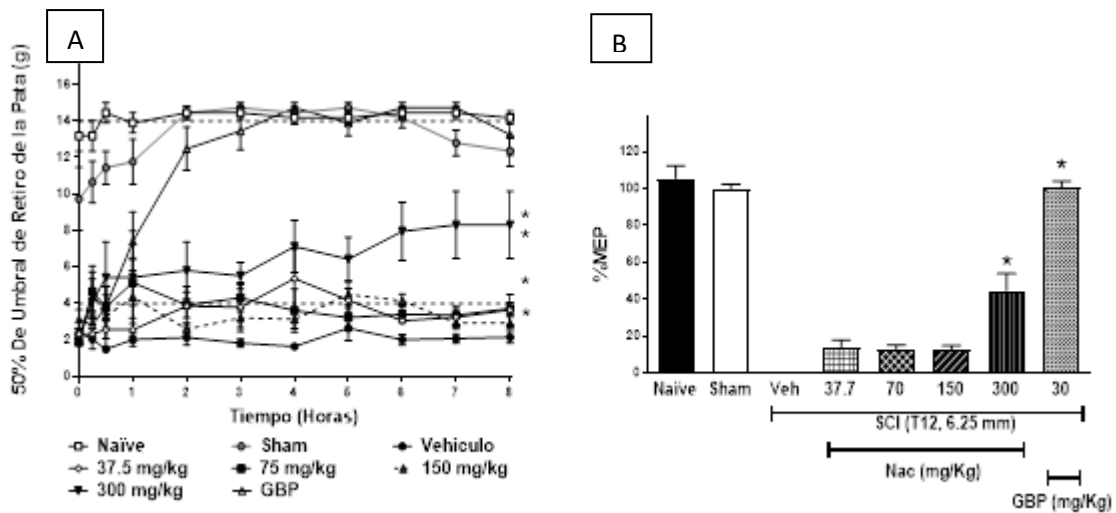 A
B
50% De Umbral de Retiro de la Pata (g)
16
14
12
10
8
6
4
2
0
0 1 2 3 4 5 6 7 8
Tiempo (Horas)
Naïve Sham Vehiculo
37.5 mg/kg 75 mg/kg 150 mg/kg
300 mg/kg GBP
*
*
*
*
%MEP
120
100
80
60
40
20
0
*
*
Naïve Sham Veh 37.7 70 150 300 30
SCI (T12, 6.25 mm)
Nac (mg/Kg)
GBP (mg/Kg)